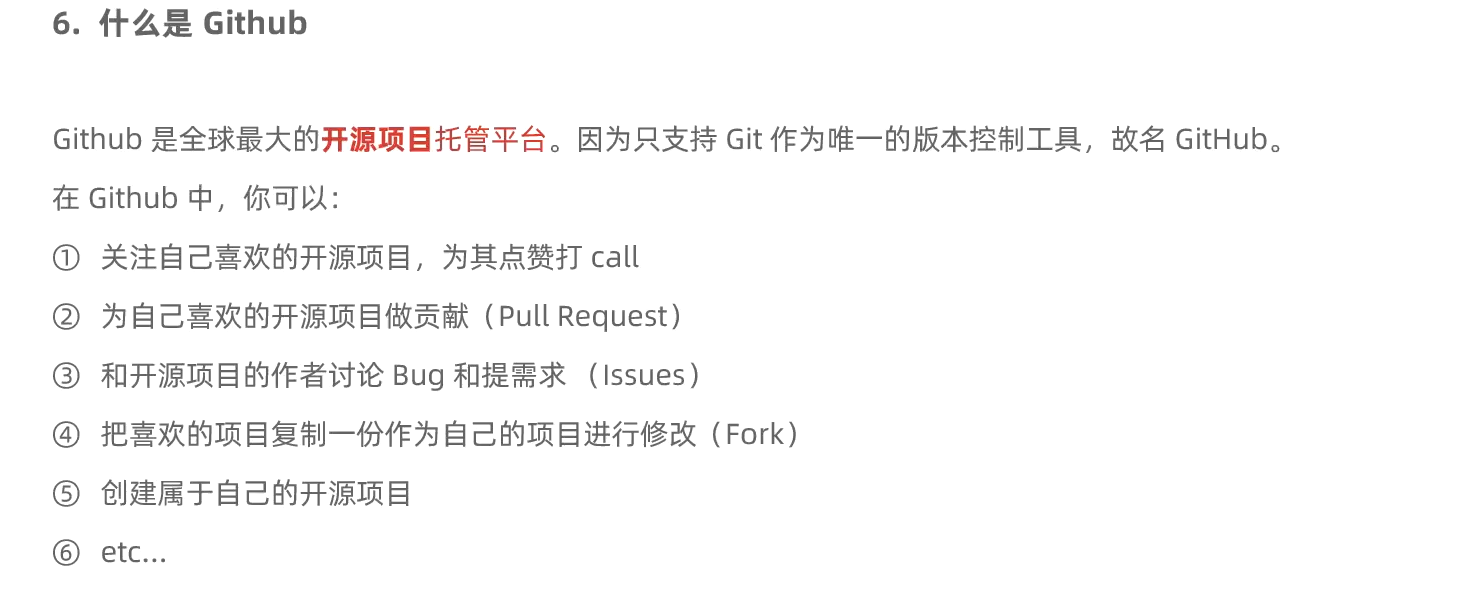 6. 什么是 Github
Github 是全球最大的开源项目托管平台。因为只支持 Git 作为唯一的版本控制工具，故名 GitHub。
在 Github 中，你可以：
① 关注自己喜欢的开源项目，为其点赞打 call
② 为自己喜欢的开源项目做贡献（Pull Request）
③ 和开源项目的作者讨论 Bug 和提需求 （Issues）
④ 把喜欢的项目复制一份作为自己的项目进行修改（Fork）
⑤ 创建属于自己的开源项目
⑥ etc...